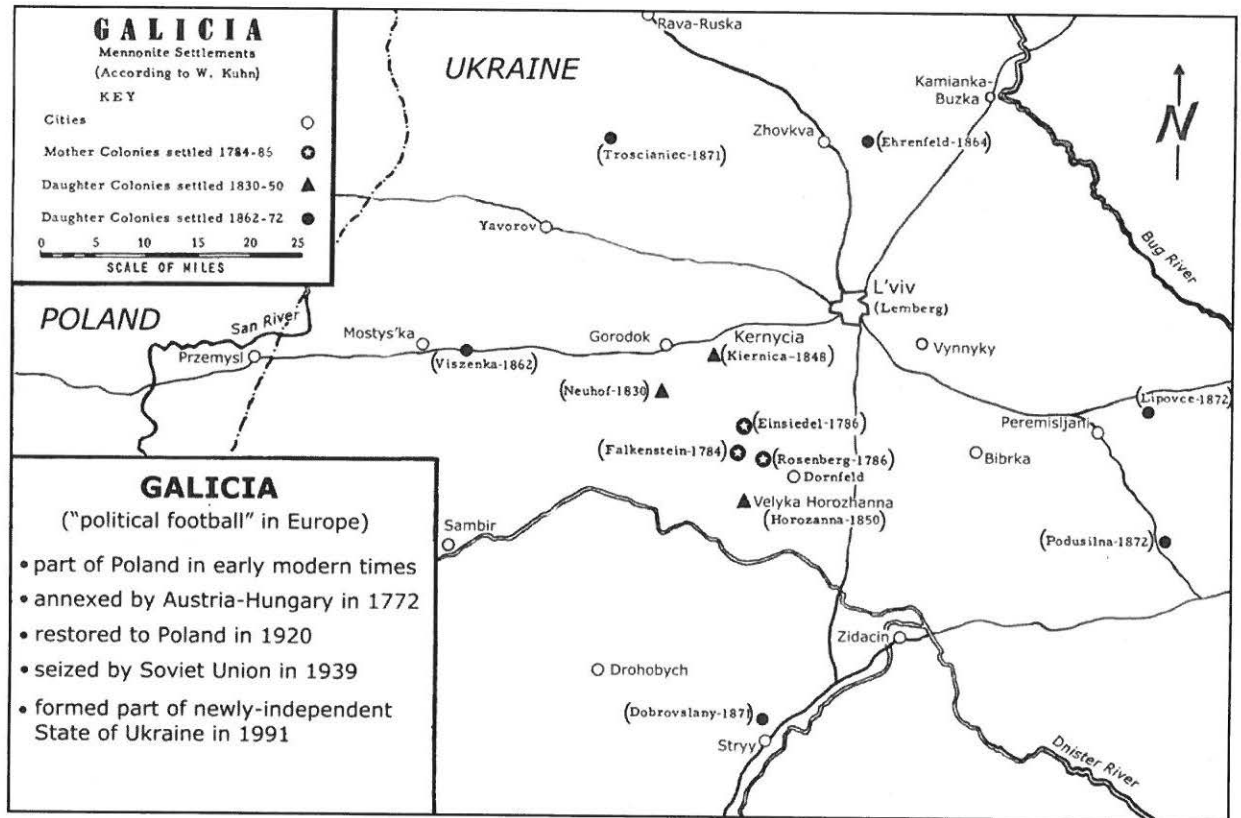 GALICIA
Mennonite Settlements
(According to W. Kuhn)
KEY
Cities
Mother Colonies settled 1784-85
Daughter Colonies settled 1830-50
Daughter Colonies settled 1862-72
0 5 10 15 20 25
SCALE OF MILES
UKRAINE
Rava-Ruska
Kamianka-
Buzka
N
Zhovkva
(Ehrenfeld-1864)
(Troscianiec-1871)
Yavorov
Bug River
L'viv
(Lemberg)
POLAND
San River
Przemysl
Mostys'ka
(Viszenka-1862)
Gorodok
Kernycia
(Kiernica-1848)
Vynnyky
(Neuhof-1830)
(Lipovce-1872)
Peremisljani
(Einsiedel-1786)
(Falkenstein-1784)
(Rosenberg-1786)
Bibrka
Dornfeld
Velyka Horozhanna
(Horozanna-1850)
Sambir
(Podusilna-1872)
Zidacin
Drohobych
(Dobrovslany-1871)
Stryy
Dnister River
GALICIA
("political football" in Europe)
• part of Poland in early modern times
• annexed by Austria-Hungary in 1772
• restored to Poland in 1920
• seized by Soviet Union in 1939
• formed part of newly-independent
State of Ukraine in 1991